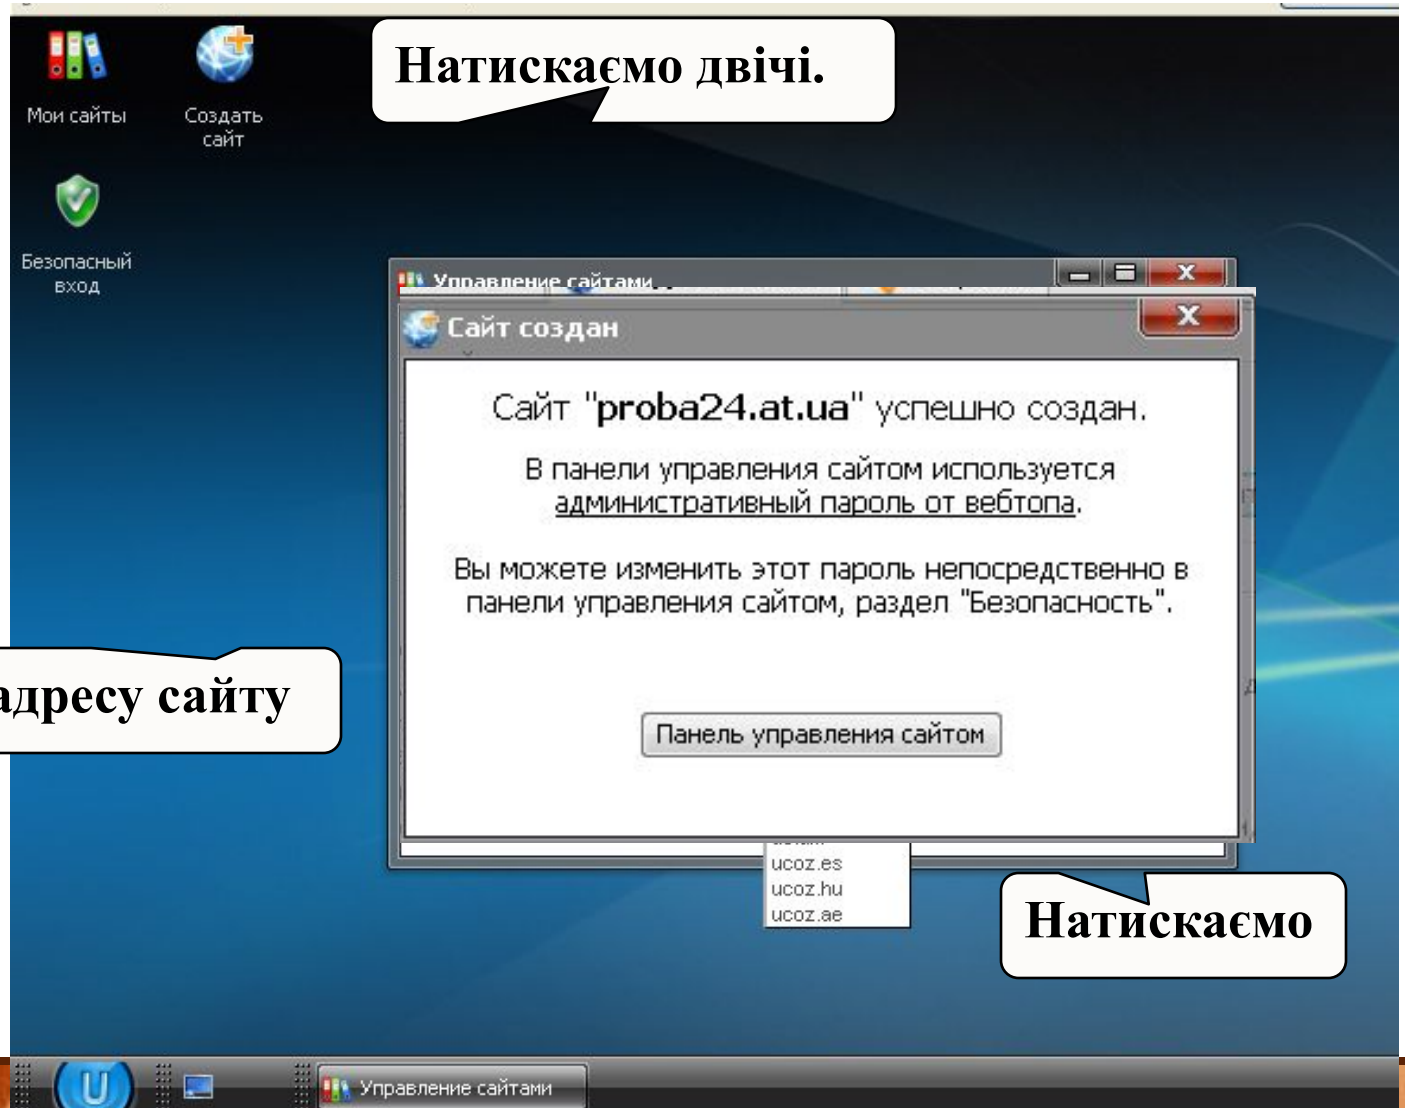 Натискаємо двічі.
Мои сайты
Создать
сайт
Безопасный
вход
Управление сайтами
Сайт создан
Сайт "proba24.at.ua" успешно создан.
В панели управления сайтом используется
административный пароль от вебтопа.
Вы можете изменить этот пароль непосредственно в
панели управления сайтом, раздел "Безопасность".
адресу сайту
Панель управления сайтом
ucoz.es
ucoz.hu
ucoz.ae
Натискаємо
U
Управление сайтами